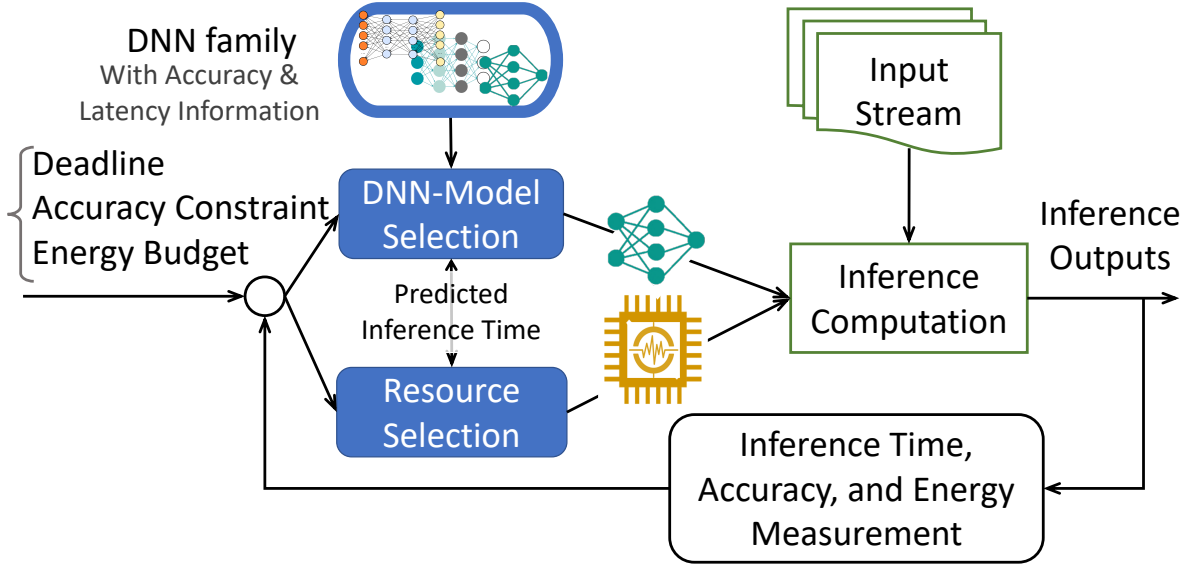 DNN family
With Accuracy &
Latency Information
Input
Stream
Deadline
Accuracy Constraint
Energy Budget
DNN-Model
Selection
Predicted
Inference Time
Resource
Selection
Inference
Computation
Inference
Outputs
Inference Time,
Accuracy, and Energy
Measurement